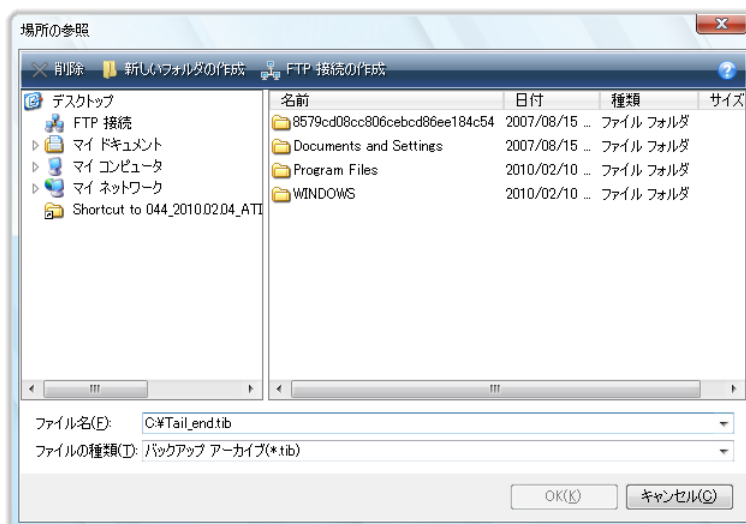 場所の参照
削除 新しいフォルダの作成 FTP 接続の作成
デスクトップ
FTP 接続
マイ ドキュメント
マイ コンピュータ
マイ ネットワーク
Shortcut to 044_2010.02.04_ATI
名前 日付 種類 サイズ
8579cd08cc806cebcd86ee184c54 2007/08/15 ... ファイル フォルダ
Documents and Settings 2007/08/15 ... ファイル フォルダ
Program Files 2010/02/10 ... ファイル フォルダ
WINDOWS 2010/02/10 ... ファイル フォルダ
ファイル名(F): C:¥Tail_end.tib
ファイルの種類(T): バックアップ アーカイブ(*.tib)
OK(K) キャンセル(C)